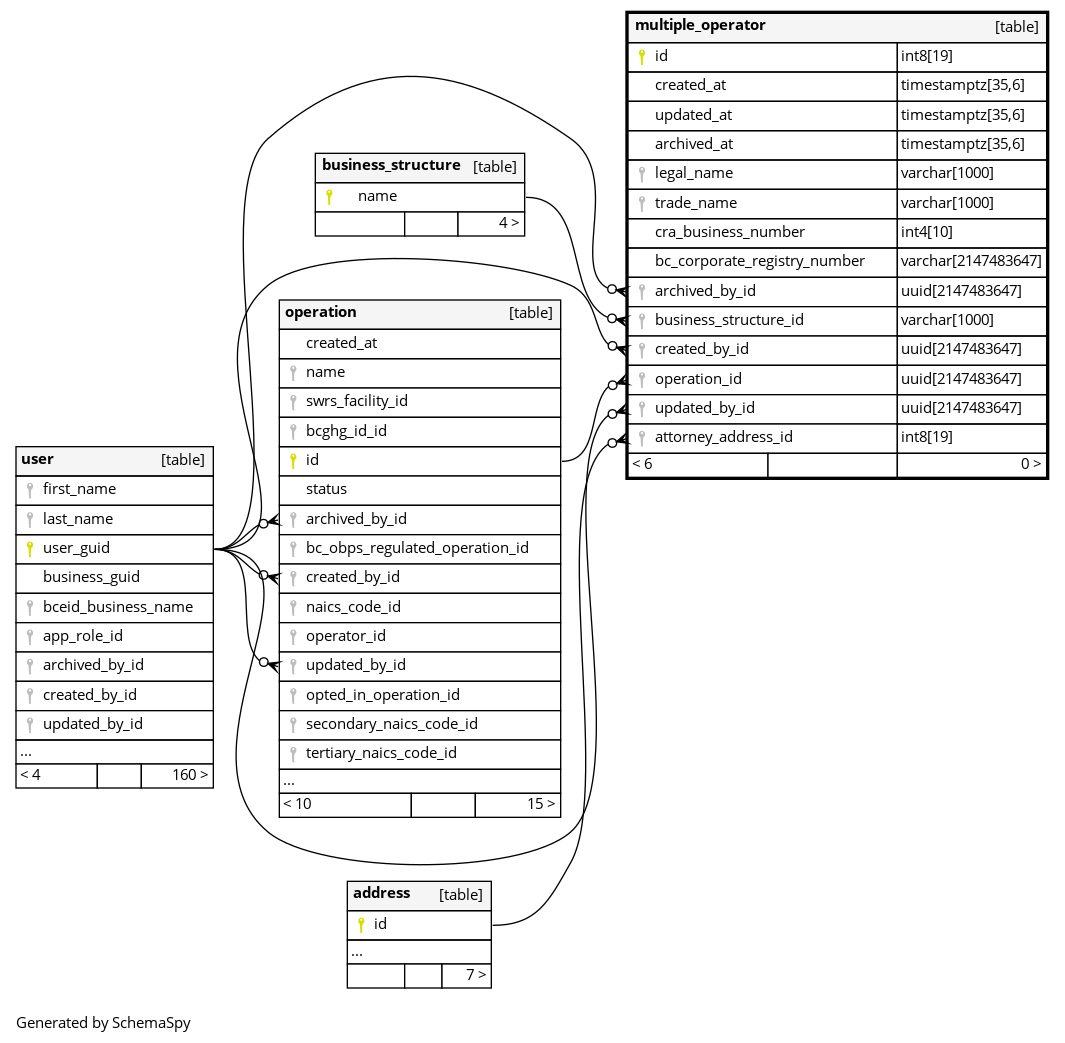 multiple_operator [table]
id int8[19]
created_at timestamptz[35,6]
updated_at timestamptz[35,6]
archived_at timestamptz[35,6]
legal_name varchar[1000]
trade_name varchar[1000]
cra_business_number int4[10]
bc_corporate_registry_number varchar[2147483647]
archived_by_id uuid[2147483647]
business_structure_id varchar[1000]
created_by_id uuid[2147483647]
operation_id uuid[2147483647]
updated_by_id uuid[2147483647]
attorney_address_id int8[19]
< 6 0 >
business_structure [table]
name
4 >
operation [table]
created_at
name
swrs_facility_id
bcghg_id_id
id
status
archived_by_id
bc_obps_regulated_operation_id
created_by_id
naics_code_id
operator_id
updated_by_id
opted_in_operation_id
secondary_naics_code_id
tertiary_naics_code_id
...
< 10 15 >
user [table]
first_name
last_name
user_guid
business_guid
bceid_business_name
app_role_id
archived_by_id
created_by_id
updated_by_id
...
< 4 160 >
address [table]
id
...
7 >
Generated by SchemaSpy